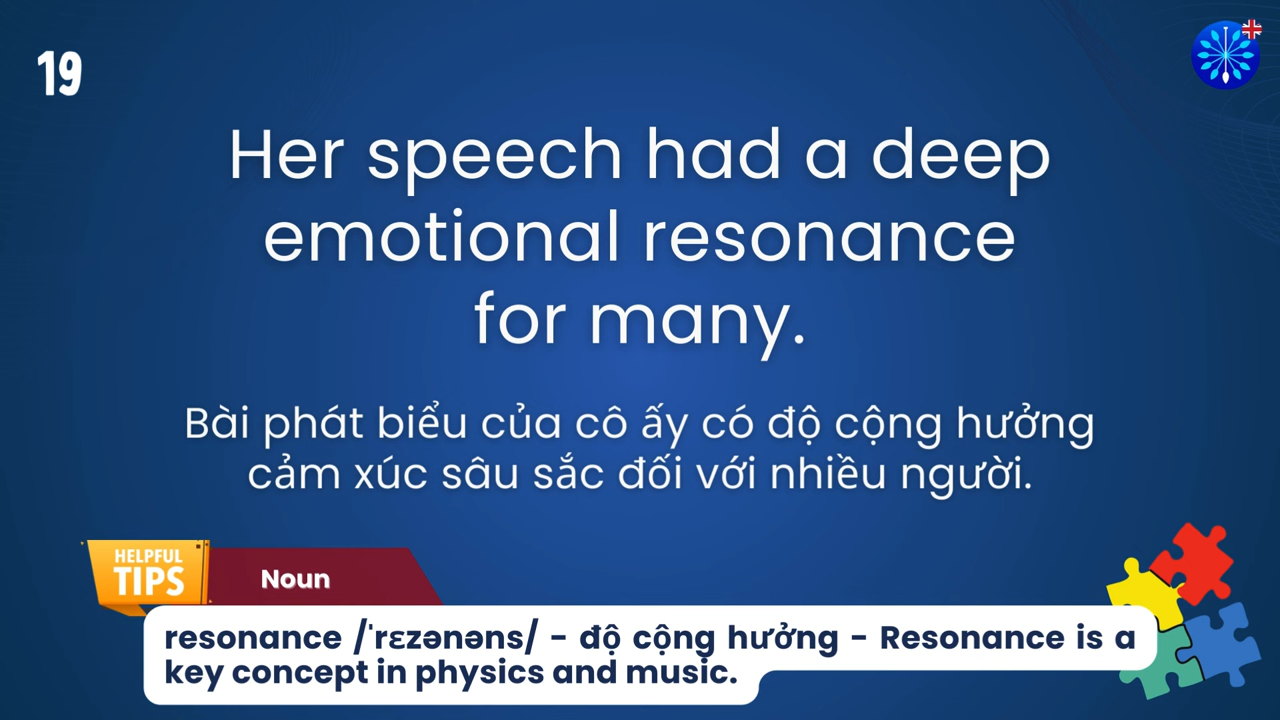 19
Her speech had a deep
emotional resonance
for many.
Bài phát biểu của cô ấy có độ cộng hưởng
cảm xúc sâu sắc đối với nhiều người.
HELPFUL
TIPS
Noun
resonance /ˈrɛzənəns/ - độ cộng hưởng - Resonance is a
key concept in physics and music.